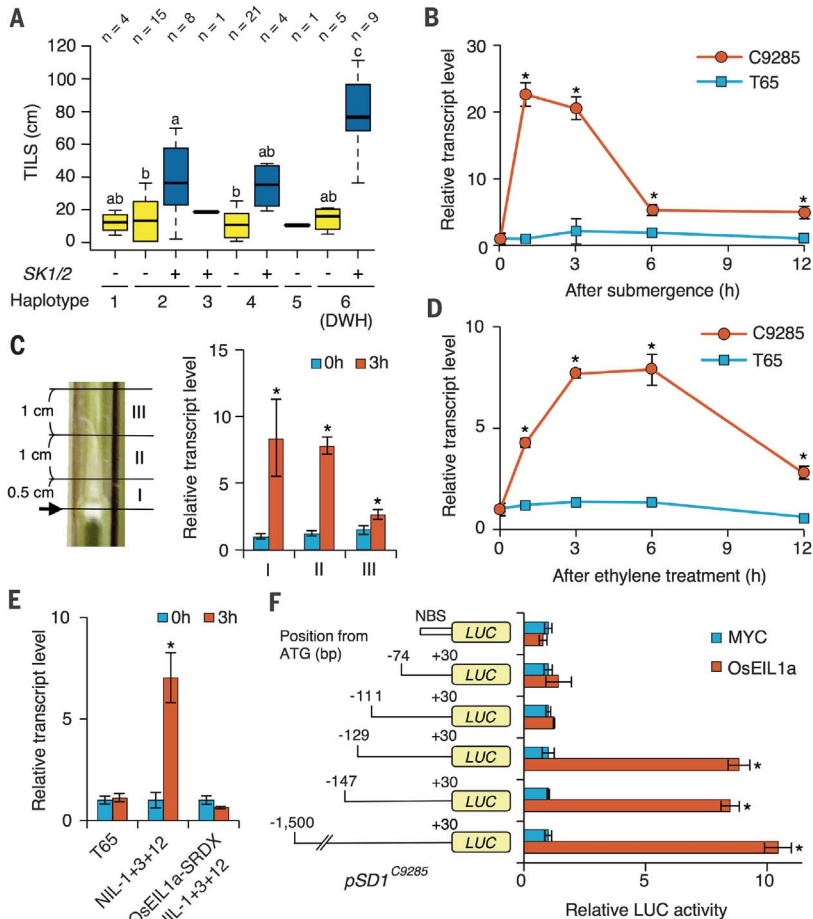 A
n = 4 n = 15 n = 8 n = 1 n = 21 n = 4 n = 1 n = 5 n = 9
TILS (cm)
120
100
80
60
40
20
0
ab b a b ab ab c
SK1/2 - - + + - + - - +
Haplotype 1 2 3 4 5 6
(DWH)
B
Relative transcript level
30
20
10
0
C9285
T65
* * * *
0 3 6 9 12
After submergence (h)
C
1 cm III
1 cm II
0.5 cm I
Relative transcript level
15
10
5
0
0h 3h
* * *
I II III
D
Relative transcript level
10
5
0
C9285
T65
* * * *
0 3 6 9 12
After ethylene treatment (h)
E
Relative transcript level
10
5
0
0h 3h
*
T65
NIL-1+3+12
OsEIL1a-SRDX
NIL-1+3+12
F
Position from
ATG (bp)
NBS LUC
-74 +30 LUC
-111 +30 LUC
-129 +30 LUC *
-147 +30 LUC *
-1,500 +30 LUC *
pSD1 C9285
MYC
OsEIL1a
0 5 10
Relative LUC activity